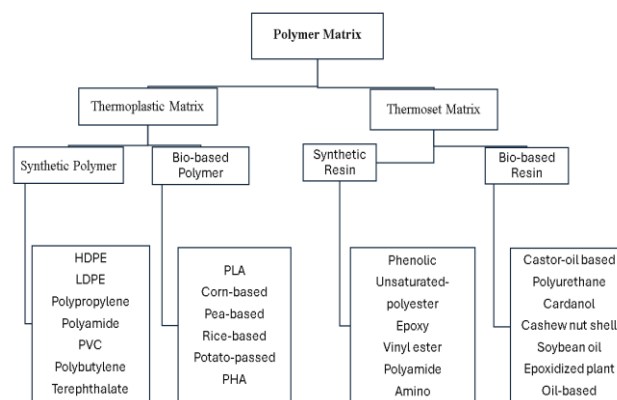 Polymer Matrix
Thermoplastic Matrix
Thermoset Matrix
Synthetic Polymer
Bio-based
Polymer
Synthetic
Resin
Bio-based
Resin
HDPE
LDPE
Polypropylene
Polyamide
PVC
Polybutylene
Terephthalate
PLA
Corn-based
Pea-based
Rice-based
Potato-passed
PHA
Phenolic
Unsaturated-
polyester
Epoxy
Vinyl ester
Polyamide
Amino
Castor-oil based
Polyurethane
Cardanol
Cashew nut shell
Soybean oil
Epoxidized plant
Oil-based